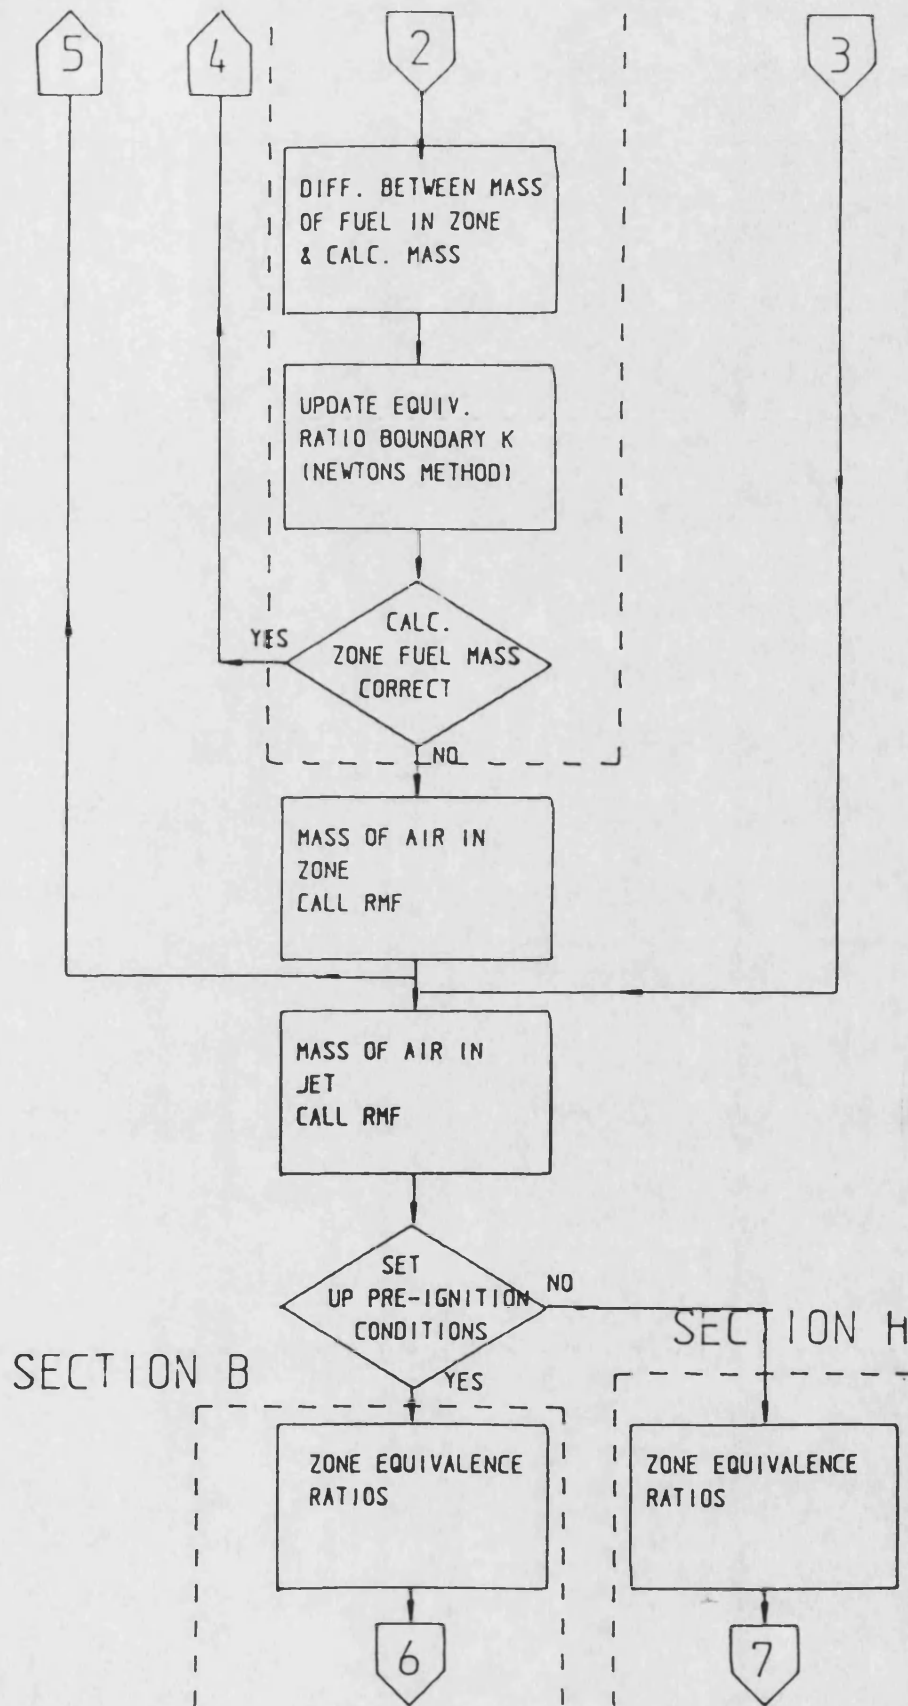 5
4
2
3
DIFF. BETWEEN MASS
OF FUEL IN ZONE
& CALC. MASS
UPDATE EQUIV.
RATIO BOUNDARY K
(NEWTONS METHOD)
CALC.
ZONE FUEL MASS
CORRECT
YES
NO
MASS OF AIR IN
ZONE
CALL RMF
MASS OF AIR IN
JET
CALL RMF
SET
UP PRE-IGNITION
CONDITIONS
NO
YES
SECTION B
SECTION H
ZONE EQUIVALENCE
RATIOS
ZONE EQUIVALENCE
RATIOS
6
7